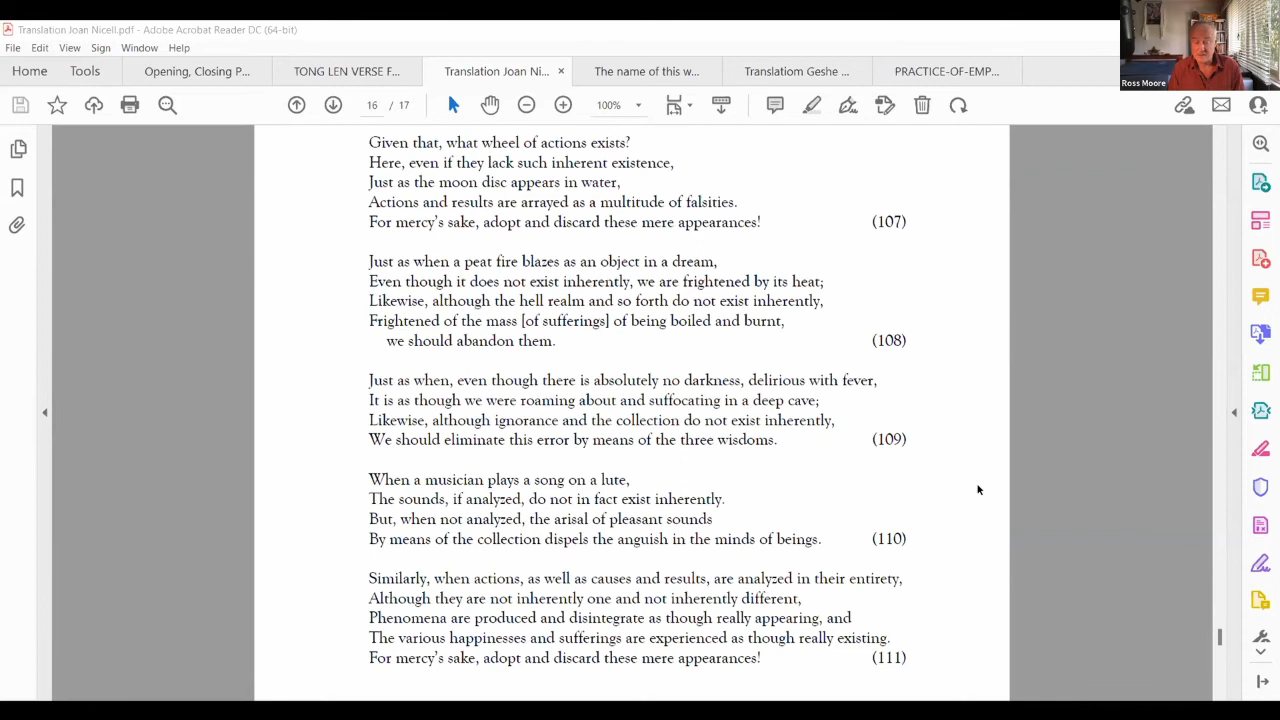 Translation Joan Nicell.pdf - Adobe Acrobat Reader DC (64-bit)
File Edit View Sign Window Help
Home Tools Opening, Closing P... TONG LEN VERSE F... Translation Joan Ni... × The name of this w... Translatiom Geshe ... PRACTICE-OF-EMP...
16 / 17 100%
Ross Moore
Given that, what wheel of actions exists?
Here, even if they lack such inherent existence,
Just as the moon disc appears in water,
Actions and results are arrayed as a multitude of falsities.
For mercy's sake, adopt and discard these mere appearances! (107)
Just as when a peat fire blazes as an object in a dream,
Even though it does not exist inherently, we are frightened by its heat;
Likewise, although the hell realm and so forth do not exist inherently,
Frightened of the mass [of sufferings] of being boiled and burnt,
we should abandon them. (108)
Just as when, even though there is absolutely no darkness, delirious with fever,
It is as though we were roaming about and suffocating in a deep cave;
Likewise, although ignorance and the collection do not exist inherently,
We should eliminate this error by means of the three wisdoms. (109)
When a musician plays a song on a lute,
The sounds, if analyzed, do not in fact exist inherently.
But, when not analyzed, the arisal of pleasant sounds
By means of the collection dispels the anguish in the minds of beings. (110)
Similarly, when actions, as well as causes and results, are analyzed in their entirety,
Although they are not inherently one and not inherently different,
Phenomena are produced and disintegrate as though really appearing, and
The various happinesses and sufferings are experienced as though really existing.
For mercy's sake, adopt and discard these mere appearances! (111)